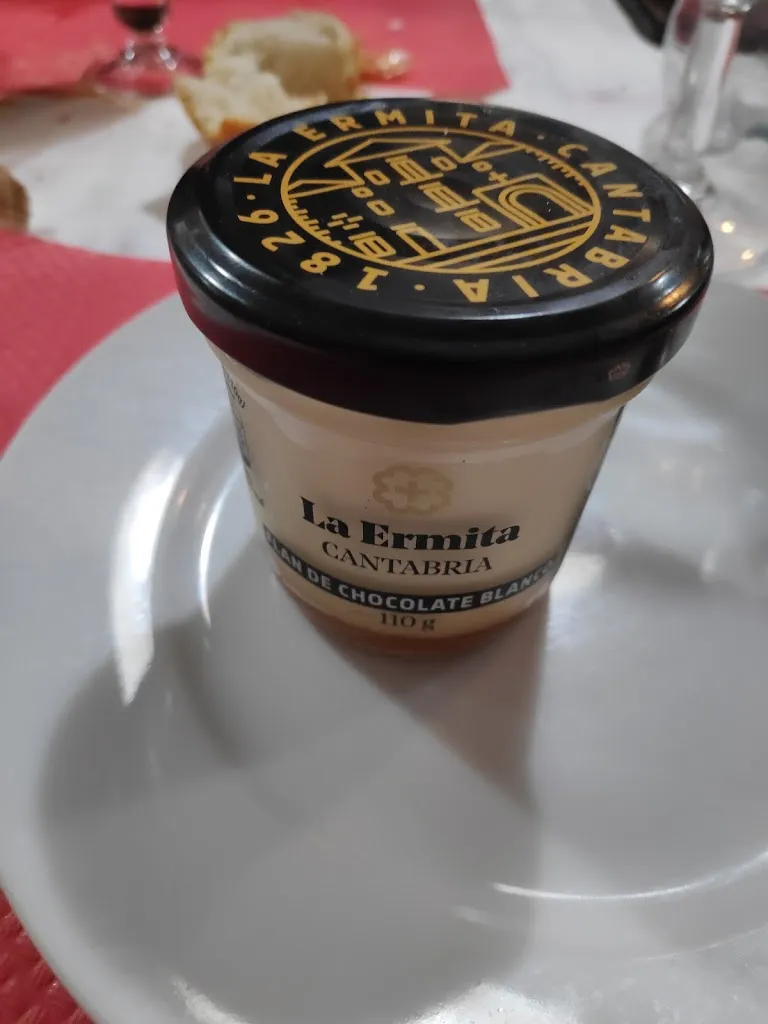 LA ERMITA · CANTABRIA · 1826 ·
La Ermita
CANTABRIA
FLAN DE CHOCOLATE BLANCO
110 g